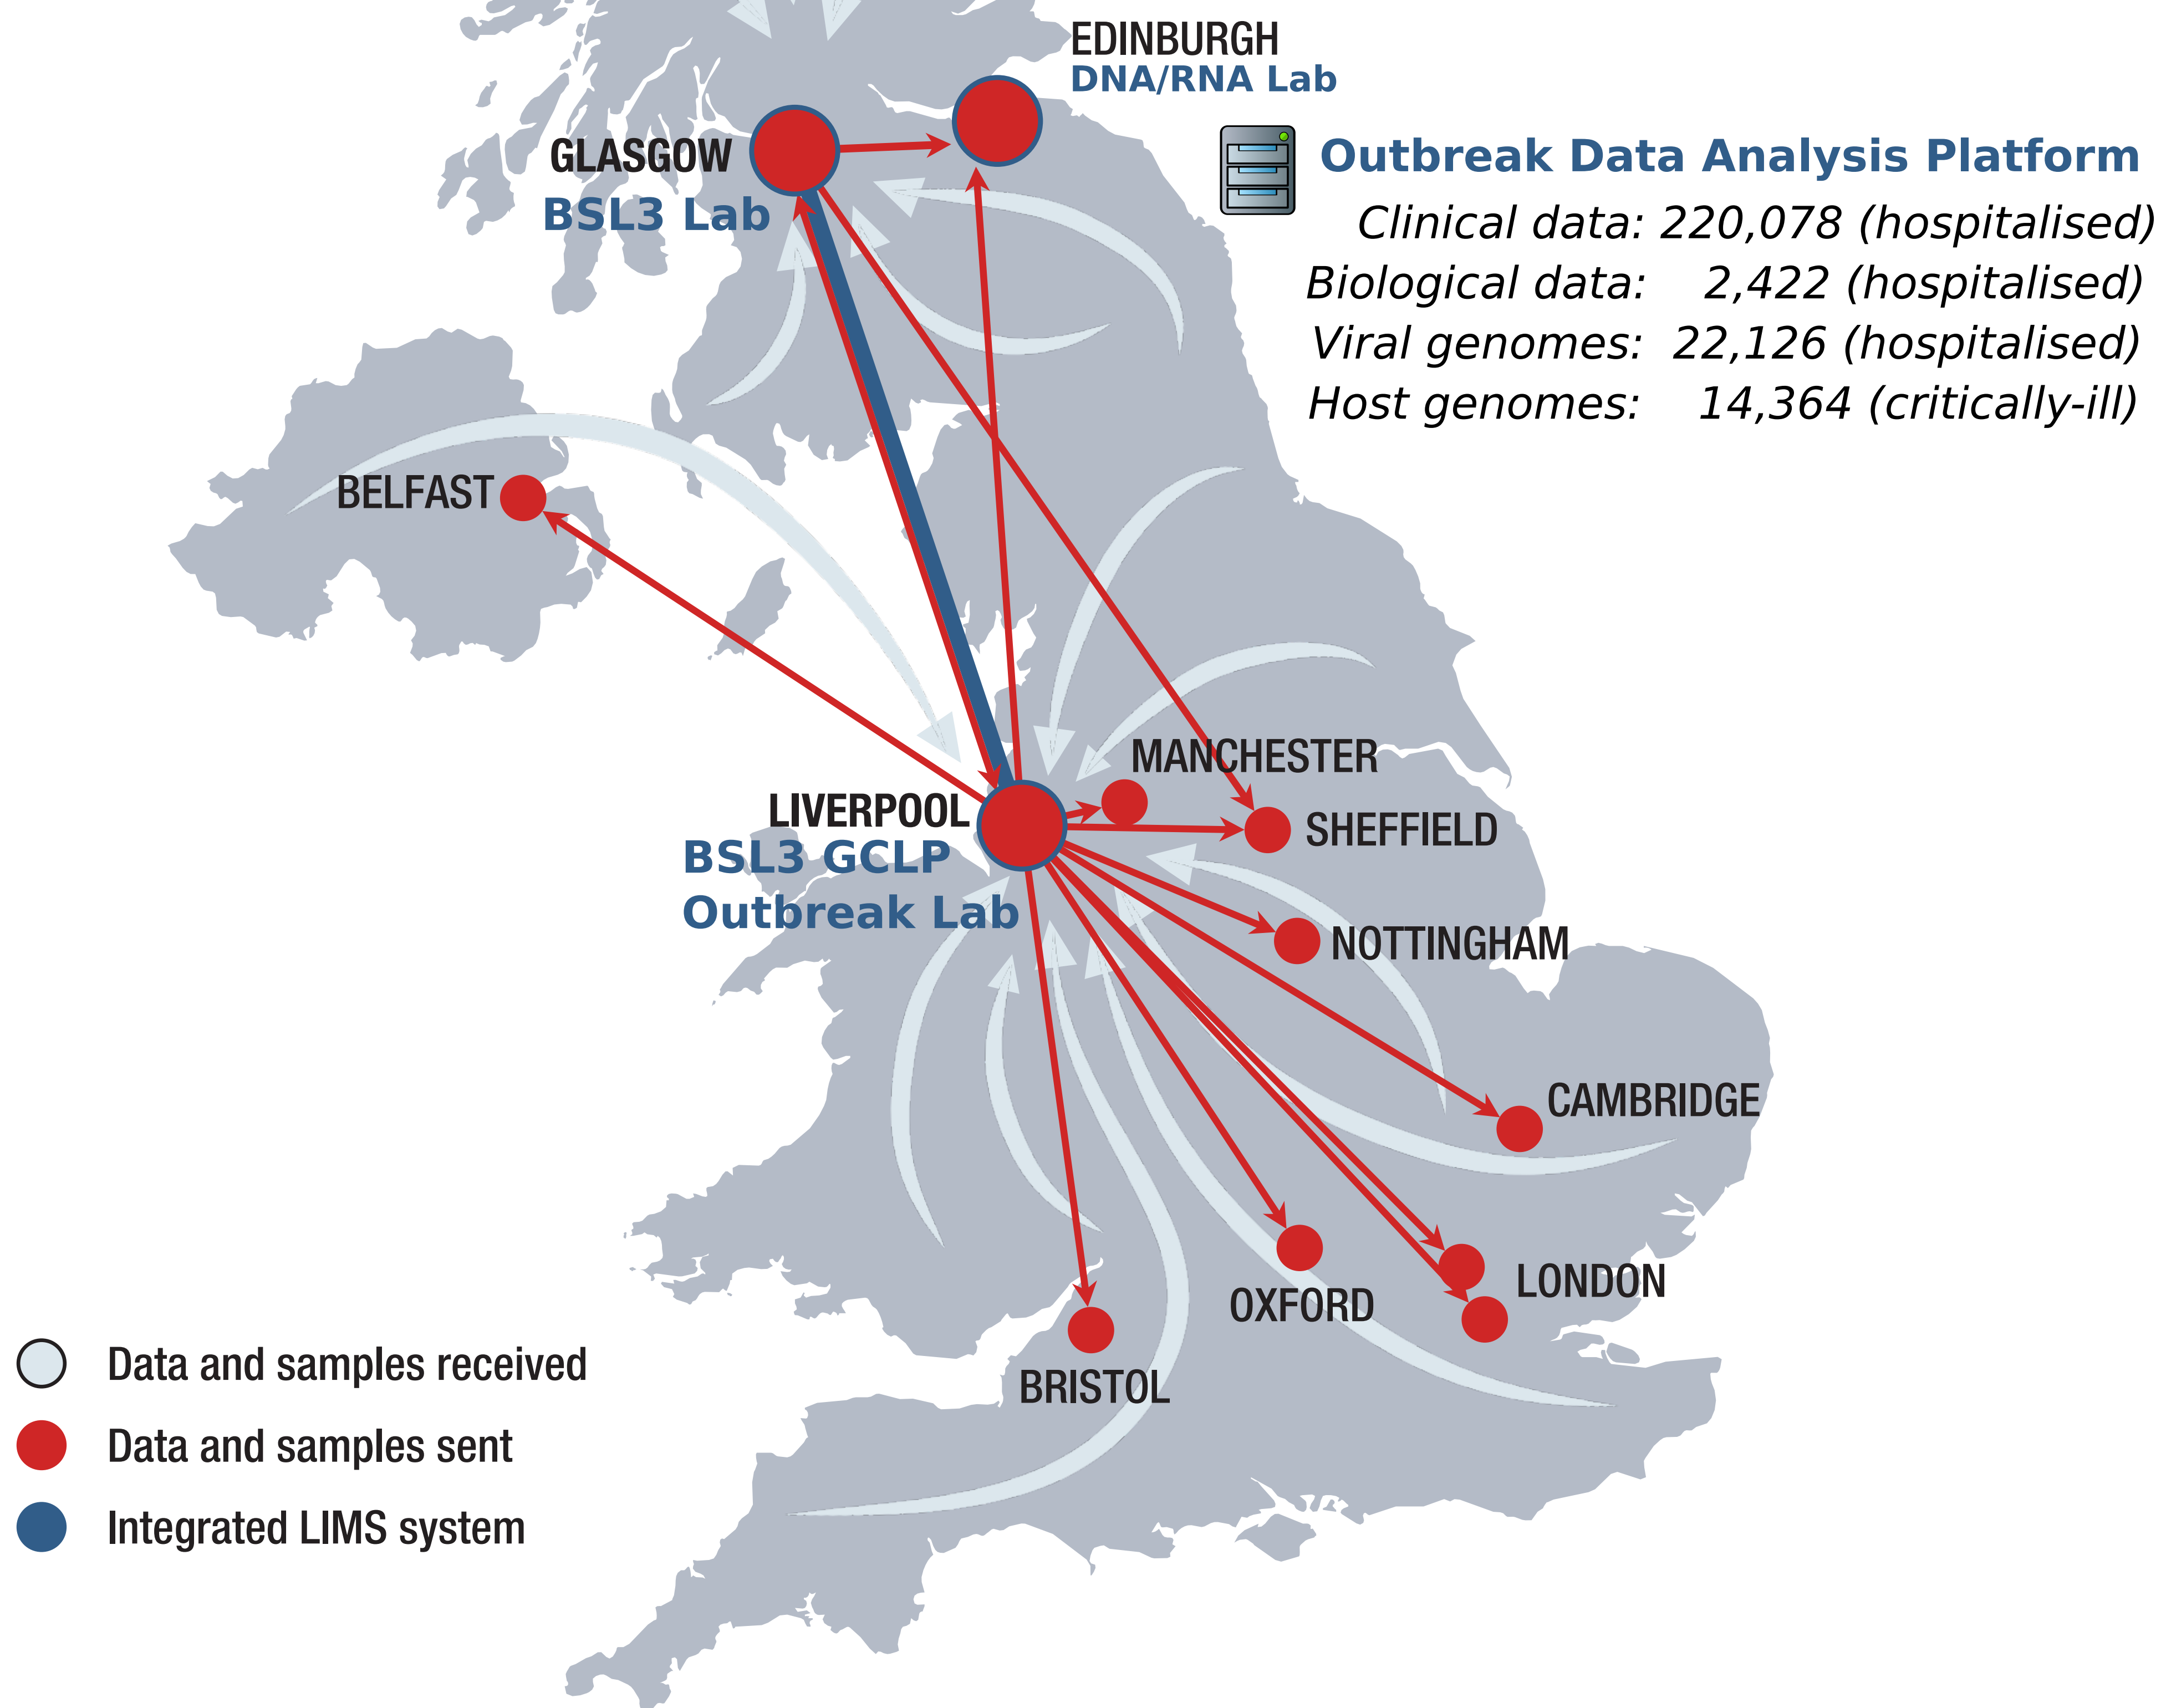 EDINBURGH
DNA/RNA Lab
GLASGOW
BSL3 Lab
Outbreak Data Analysis Platform
Clinical data: 220,078 (hospitalised)
Biological data: 2,422 (hospitalised)
Viral genomes: 22,126 (hospitalised)
Host genomes: 14,364 (critically-ill)
BELFAST
MANCHESTER
LIVERPOOL
BSL3 GCLP
Outbreak Lab
SHEFFIELD
NOTTINGHAM
CAMBRIDGE
OXFORD
LONDON
BRISTOL
Data and samples received
Data and samples sent
Integrated LIMS system